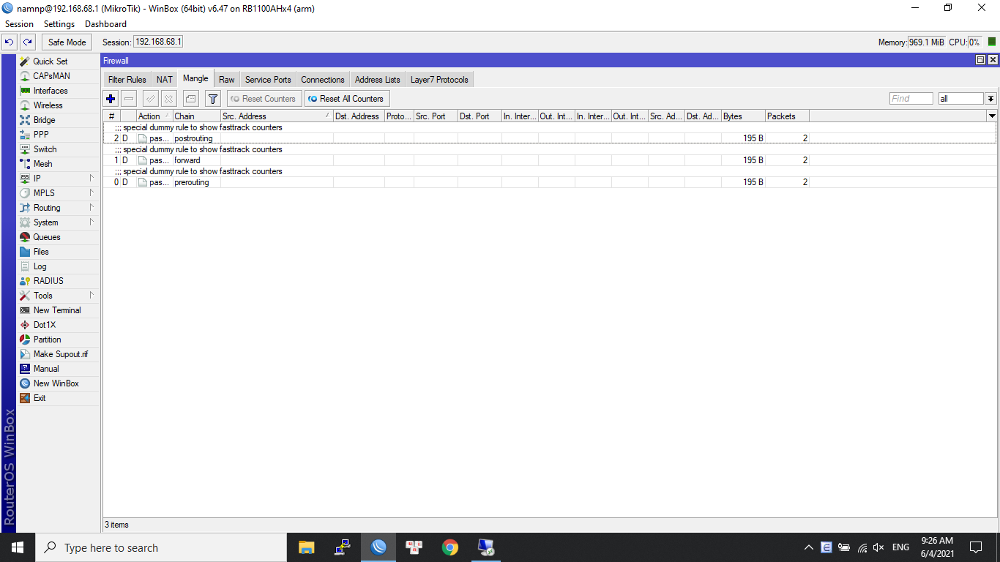 namnp@192.168.68.1 (MikroTik) - WinBox (64bit) v6.47 on RB1100AHx4 (arm)
Session Settings Dashboard
Safe Mode Session: 192.168.68.1 Memory: 969.1 MiB CPU: 0%
Quick Set
CAPsMAN
Interfaces
Wireless
Bridge
PPP
Switch
Mesh
IP
MPLS
Routing
System
Queues
Files
Log
RADIUS
Tools
New Terminal
Dot1X
Partition
Make Supout.rif
Manual
New WinBox
Exit
RouterOS WinBox
Firewall
Filter Rules NAT Mangle Raw Service Ports Connections Address Lists Layer7 Protocols
Reset Counters Reset All Counters Find all
# Action Chain Src. Address Dst. Address Proto... Src. Port Dst. Port In. Inter... Out. Int... In. Inter... Out. Int... Src. Ad... Dst. Ad... Bytes Packets
;;; special dummy rule to show fasttrack counters
2 D pas... postrouting 195 B 2
;;; special dummy rule to show fasttrack counters
1 D pas... forward 195 B 2
;;; special dummy rule to show fasttrack counters
0 D pas... prerouting 195 B 2
3 items
Type here to search
ENG
9:26 AM
6/4/2021